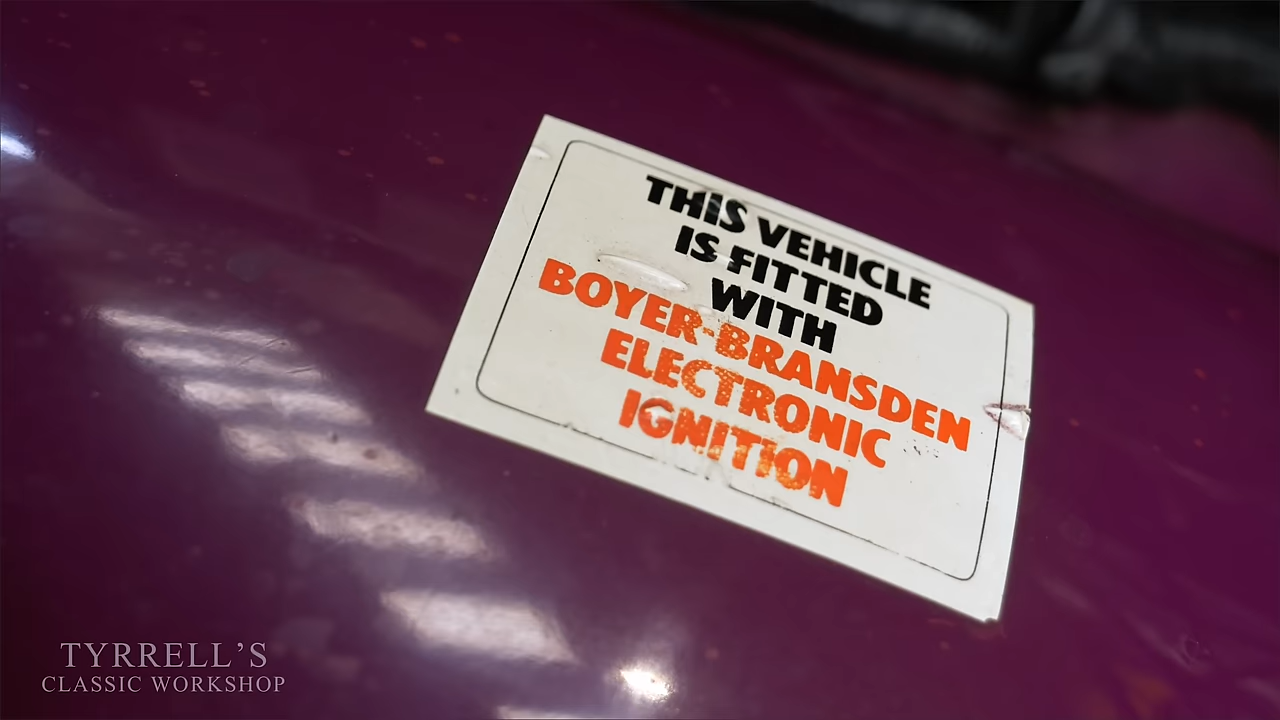 THIS VEHICLE
IS FITTED
WITH
BOYER-BRANSDEN
ELECTRONIC
IGNITION
TYRRELL'S
CLASSIC WORKSHOP